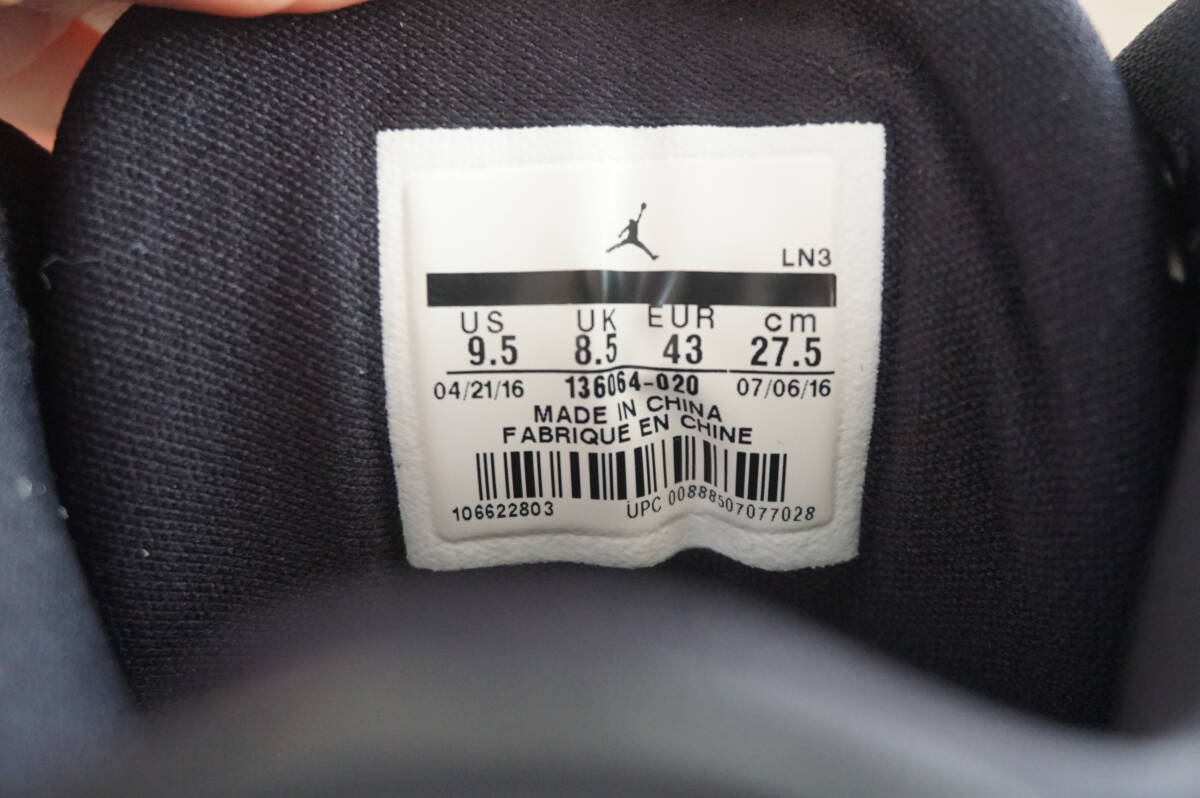 LN3
US UK EUR cm
9.5 8.5 43 27.5
04/21/16 136064-020 07/06/16
MADE IN CHINA
FABRIQUE EN CHINE
106622803 UPC 00888507077028